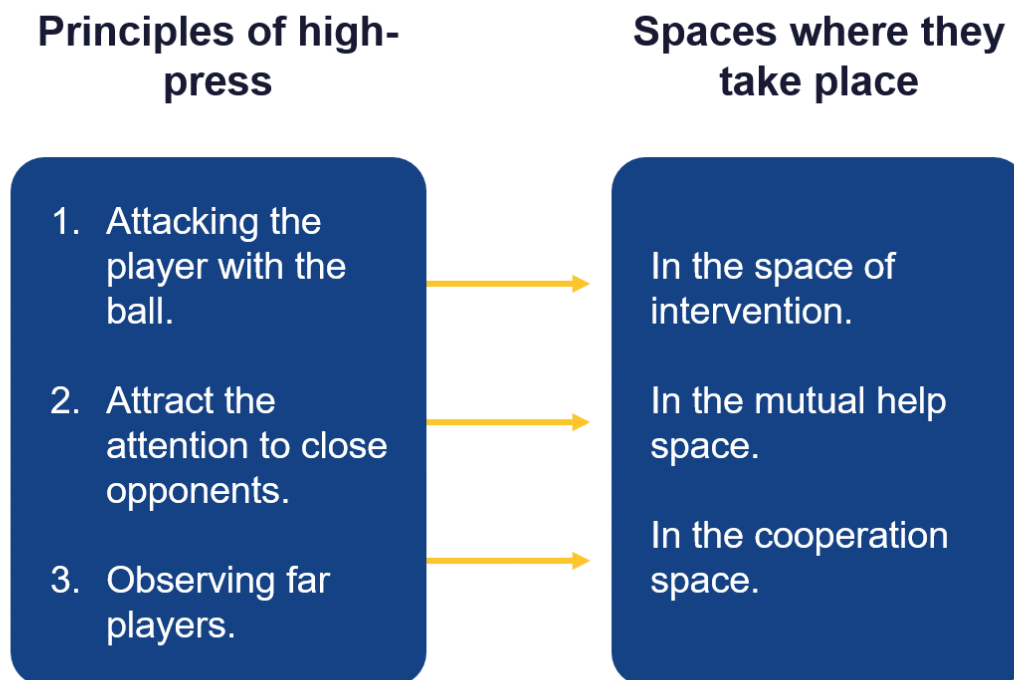 Principles of high-
press
Spaces where they
take place
1. Attacking the
player with the
ball.
2. Attract the
attention to close
opponents.
3. Observing far
players.
In the space of
intervention.
In the mutual help
space.
In the cooperation
space.